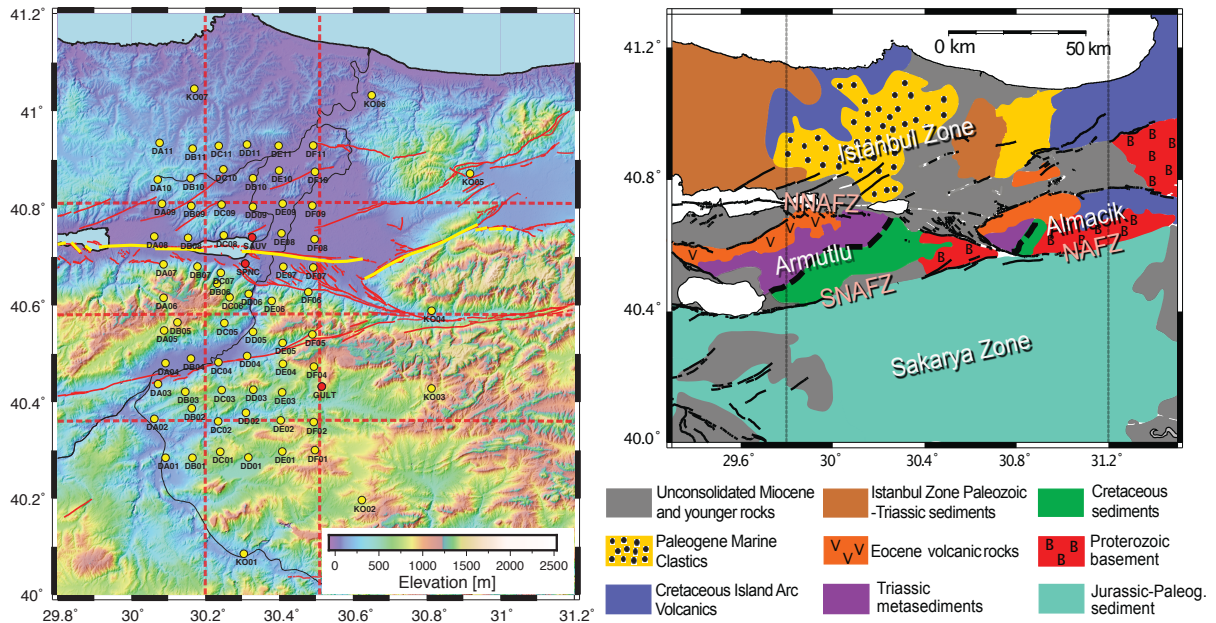 41.2˚
41˚
40.8˚
40.6˚
40.4˚
40.2˚
40˚
29.8˚
30˚
30.2˚
30.4˚
30.6˚
30.8˚
31˚
31.2˚
KO07
KO06
DA11
DB11
DC11
DD11
DE11
DF11
DA10
DB10
DC10
DD10
DE10
DF10
KO05
DA09
DB09
DC09
DD09
DE09
DF09
DA08
DB08
DC08
SAUV
DE08
DF08
DA07
DB07
DC07
SPNC
DE07
DF07
DA06
DB06
DC06
DD06
DE06
DF06
KO04
DA05
DB05
DC05
DD05
DE05
DF05
DA04
DB04
DC04
DD04
DE04
DF04
GULT
DA03
DB03
DC03
DD03
DE03
KO03
DA02
DB02
DC02
DD02
DE02
DF02
DA01
DB01
DC01
DD01
DE01
DF01
KO02
KO01
0 500 1000 1500 2000 2500
Elevation [m]
0 km 50 km
41.2
40.8
40.4
40.0
29.6
30
30.4
30.8
31.2
Istanbul Zone
NNAFZ
Armutlu
SNAFZ
Almacik
NAFZ
Sakarya Zone
V V V V
B B B B B
B B B B B
B B
Unconsolidated Miocene
and younger rocks
Paleogene Marine
Clastics
Cretaceous Island Arc
Volcanics
Istanbul Zone Paleozoic
-Triassic sediments
V V V
Eocene volcanic rocks
Triassic
metasediments
Cretaceous
sediments
B B B B
Proterozoic
basement
Jurassic-Paleog.
sediment